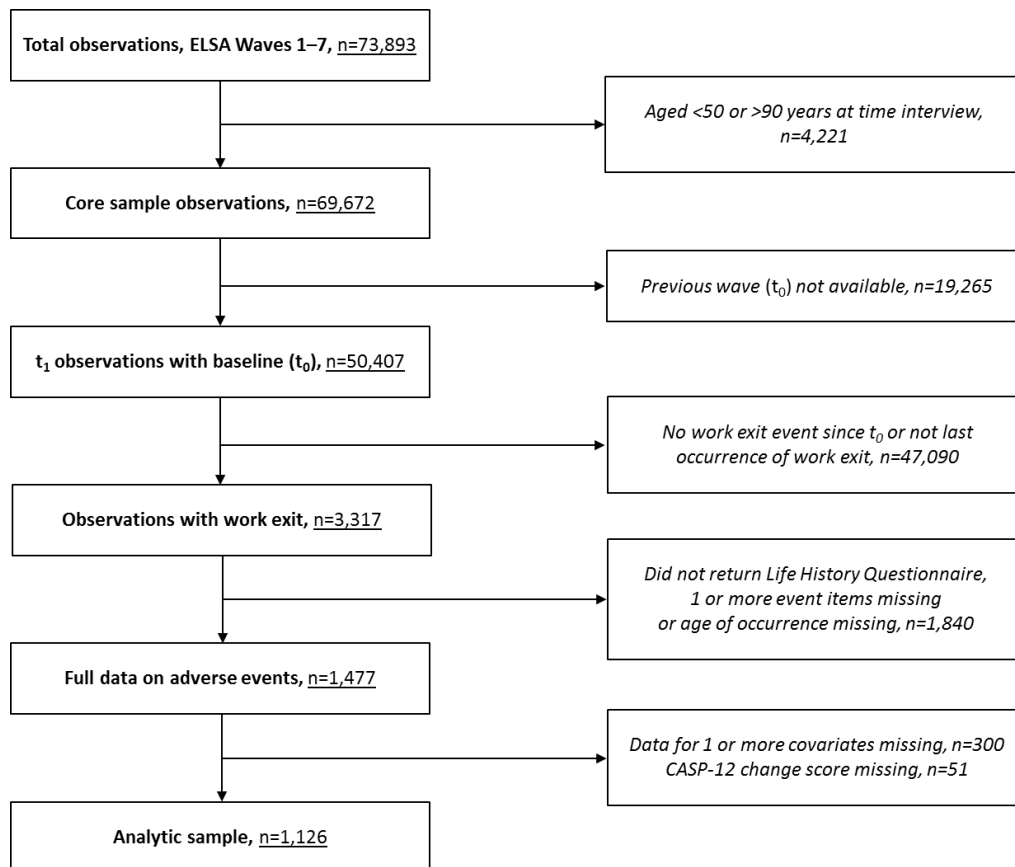 Total observations, ELSA Waves 1–7, n=73,893
Aged <50 or >90 years at time interview,
n=4,221
Core sample observations, n=69,672
Previous wave (t₀) not available, n=19,265
t₁ observations with baseline (t₀), n=50,407
No work exit event since t₀ or not last
occurrence of work exit, n=47,090
Observations with work exit, n=3,317
Did not return Life History Questionnaire,
1 or more event items missing
or age of occurrence missing, n=1,840
Full data on adverse events, n=1,477
Data for 1 or more covariates missing, n=300
CASP-12 change score missing, n=51
Analytic sample, n=1,126